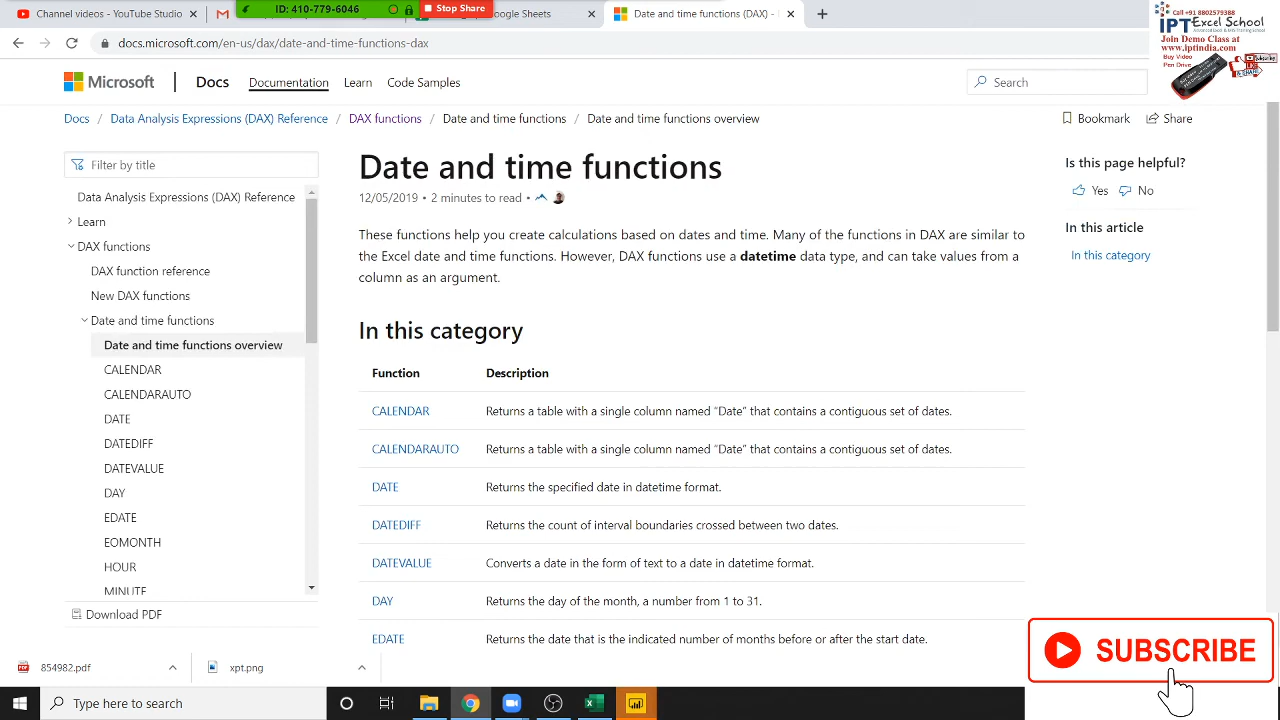 Channel videos - YouTube
ID: 410-779-6046
Stop Share
Sheets
Date and time functions (DAX) -
docs.microsoft.com/en-us/dax/date-and-time-functions-dax
Call +91 8802579388
IPT Excel School
Join Demo Class at
www.iptindia.com
Buy Video
Pen Drive
Microsoft
Docs
Documentation
Learn
Code Samples
Search
Docs / Data Analysis Expressions (DAX) Reference / DAX functions / Date and time functions / Date and time functions overview
Bookmark
Share
Filter by title
Data Analysis Expressions (DAX) Reference
Learn
DAX functions
DAX function reference
New DAX functions
Date and time functions
Date and time functions overview
CALENDAR
CALENDARAUTO
DATE
DATEDIFF
DATEVALUE
DAY
EDATE
EOMONTH
HOUR
MINUTE
Download PDF
Date and time functions
12/05/2019 • 2 minutes to read •
These functions help you create calculations based on dates and time. Many of the functions in DAX are similar to
the Excel date and time functions. However, DAX functions use a datetime data type, and can take values from a
column as an argument.
In this category
Function Description
CALENDAR Returns a table with a single column named "Date" that contains a contiguous set of dates.
CALENDARAUTO Returns a table with a single column named "Date" that contains a contiguous set of dates.
DATE Returns the specified date in datetime format.
DATEDIFF Returns the count of interval boundaries crossed between two dates.
DATEVALUE Converts a date in the form of text to a date in datetime format.
DAY Returns the day of the month, a number from 1 to 31.
EDATE Returns the date that is the indicated number of months before or after the start date.
Is this page helpful?
Yes
No
In this article
In this category
SUBSCRIBE
854982.pdf
xpt.png
Type here to search